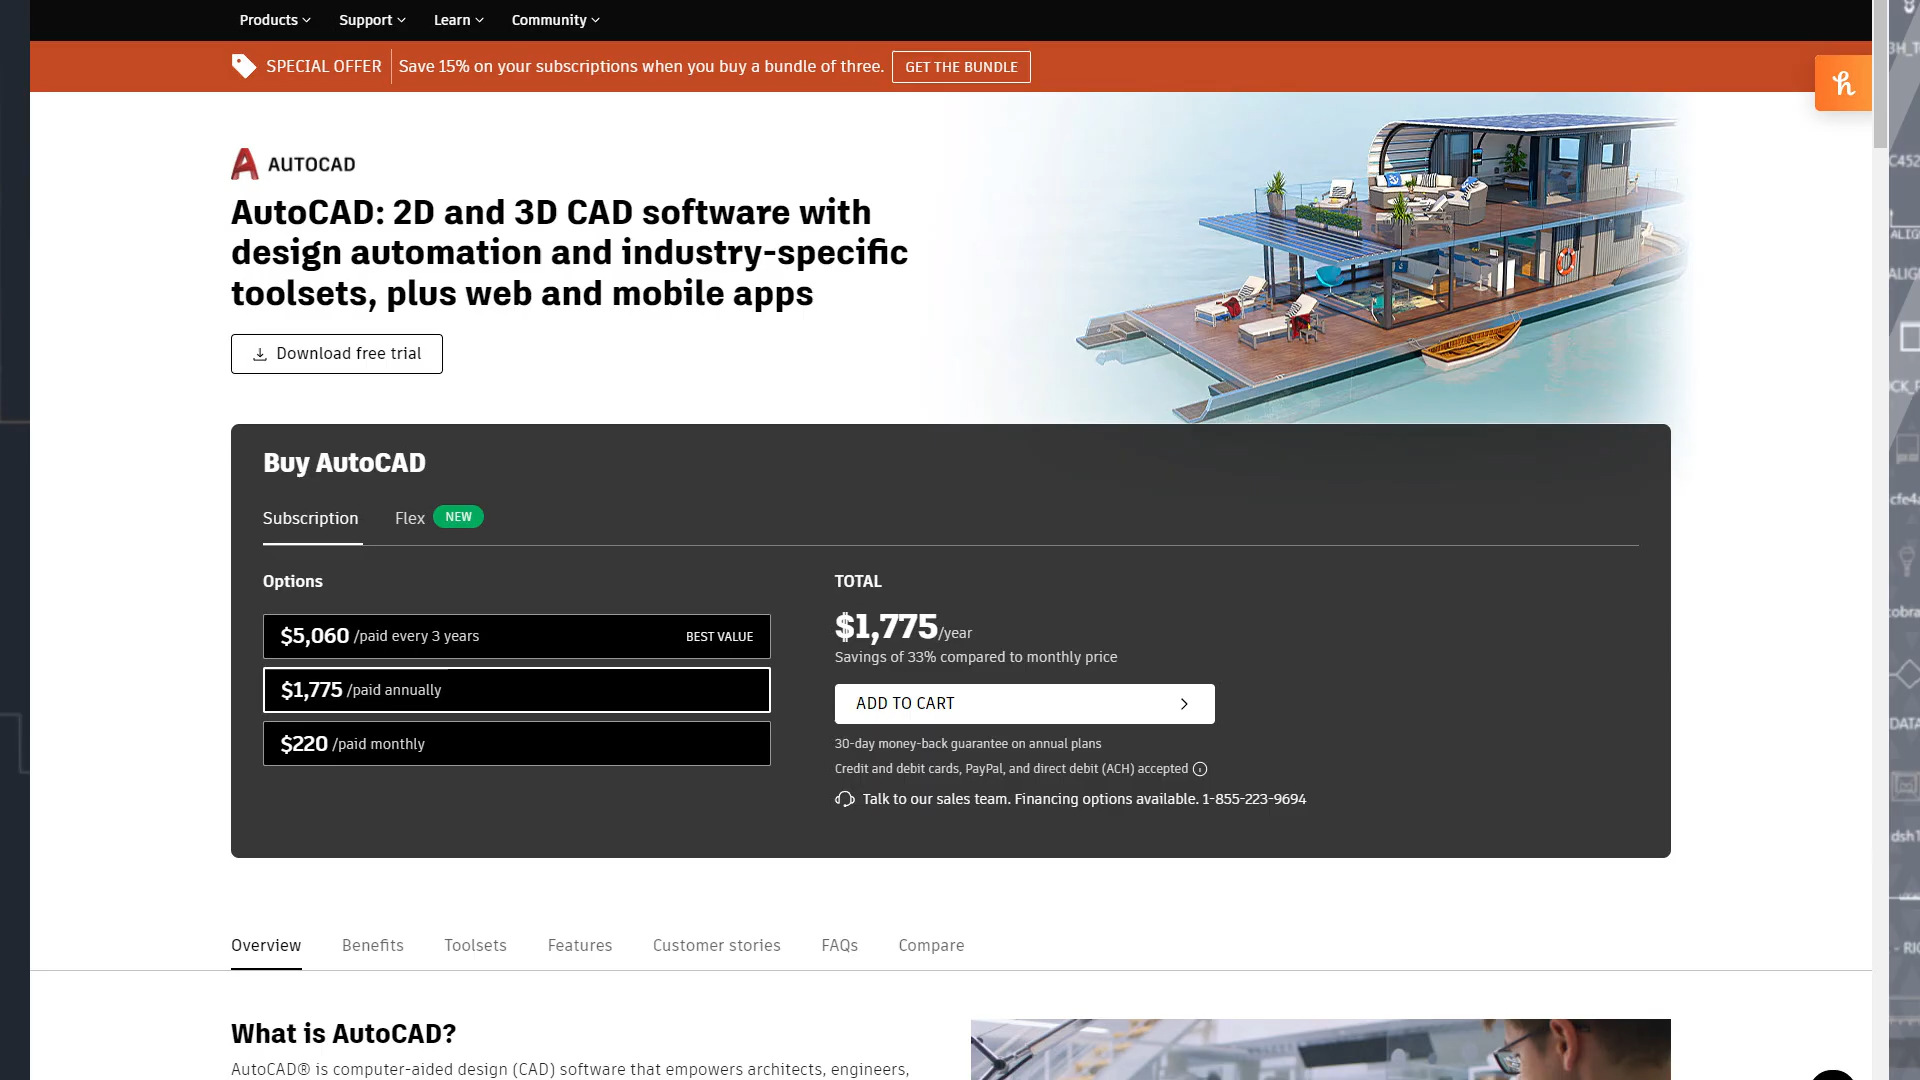 Products Support Learn Community
SPECIAL OFFER Save 15% on your subscriptions when you buy a bundle of three. GET THE BUNDLE
h
AUTOCAD
AutoCAD: 2D and 3D CAD software with
design automation and industry-specific
toolsets, plus web and mobile apps
Download free trial
Buy AutoCAD
Subscription Flex NEW
Options
$5,060 /paid every 3 years BEST VALUE
$1,775 /paid annually
$220 /paid monthly
TOTAL
$1,775/year
Savings of 33% compared to monthly price
ADD TO CART
30-day money-back guarantee on annual plans
Credit and debit cards, PayPal, and direct debit (ACH) accepted
Talk to our sales team. Financing options available. 1-855-223-9694
Overview Benefits Toolsets Features Customer stories FAQs Compare
What is AutoCAD?
AutoCAD® is computer-aided design (CAD) software that empowers architects, engineers,